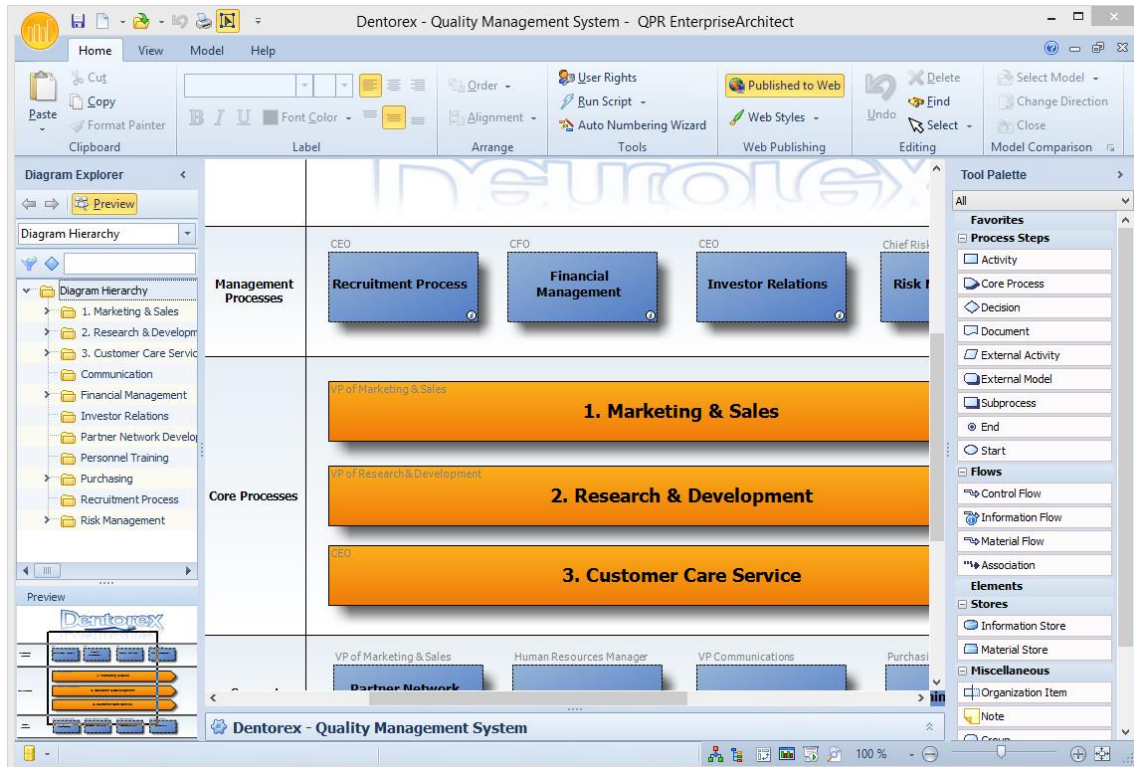 Dentorex - Quality Management System - QPR EnterpriseArchitect
Home View Model Help
Paste
Cut
Copy
Format Painter
Clipboard
B I U Font Color
Label
Order
Alignment
Arrange
User Rights
Run Script
Auto Numbering Wizard
Tools
Published to Web
Web Styles
Web Publishing
Undo
Delete
Find
Select
Editing
Select Model
Change Direction
Close
Model Comparison
Diagram Explorer
Preview
Diagram Hierarchy
Diagram Hierarchy
1. Marketing & Sales
2. Research & Developm
3. Customer Care Servic
Communication
Financial Management
Investor Relations
Partner Network Develo
Personnel Training
Purchasing
Recruitment Process
Risk Management
Preview
Dentorex
Dentorex
Management
Processes
CEO
Recruitment Process
CFO
Financial
Management
CEO
Investor Relations
Chief Risk
Risk
Core Processes
VP of Marketing & Sales
1. Marketing & Sales
VP of Research & Development
2. Research & Development
CEO
3. Customer Care Service
VP of Marketing & Sales
Partner Network
Human Resources Manager
VP Communications
Purchasi
Dentorex - Quality Management System
Tool Palette
All
Favorites
Process Steps
Activity
Core Process
Decision
Document
External Activity
External Model
Subprocess
End
Start
Flows
Control Flow
Information Flow
Material Flow
Association
Elements
Stores
Information Store
Material Store
Miscellaneous
Organization Item
Note
100 %